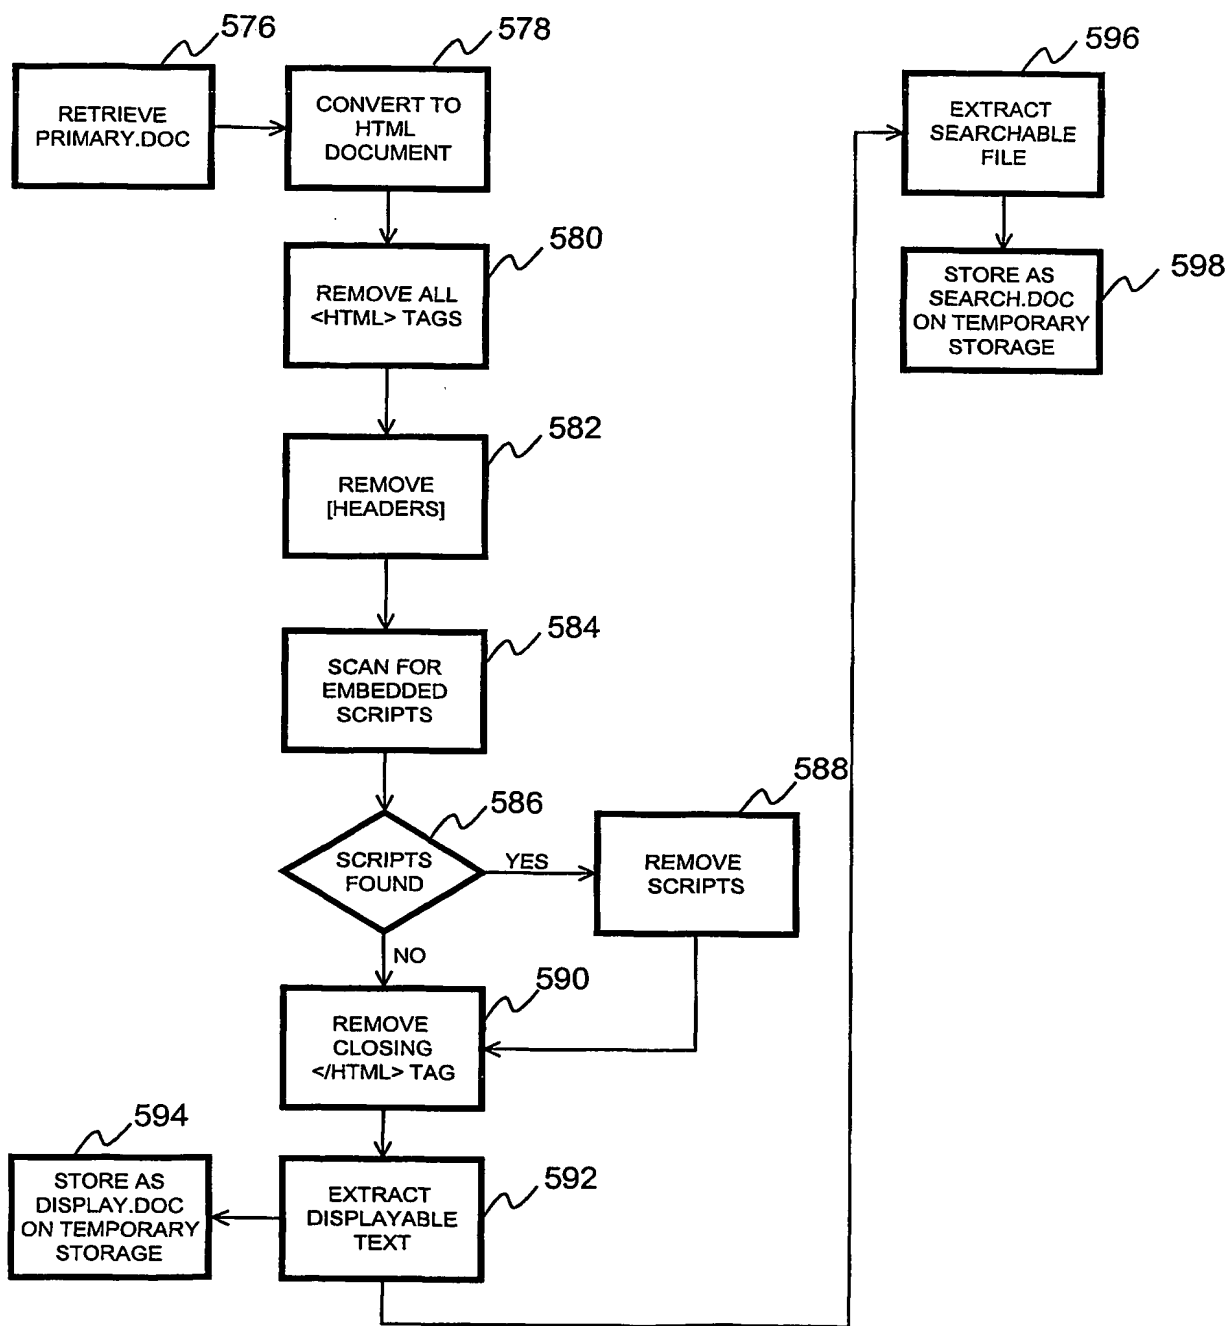 576
RETRIEVE
PRIMARY.DOC
578
CONVERT TO
HTML
DOCUMENT
580
REMOVE ALL
<HTML> TAGS
582
REMOVE
[HEADERS]
584
SCAN FOR
EMBEDDED
SCRIPTS
586
SCRIPTS
FOUND
YES
NO
588
REMOVE
SCRIPTS
590
REMOVE
CLOSING
</HTML> TAG
592
EXTRACT
DISPLAYABLE
TEXT
594
STORE AS
DISPLAY.DOC
ON TEMPORARY
STORAGE
596
EXTRACT
SEARCHABLE
FILE
598
STORE AS
SEARCH.DOC
ON TEMPORARY
STORAGE